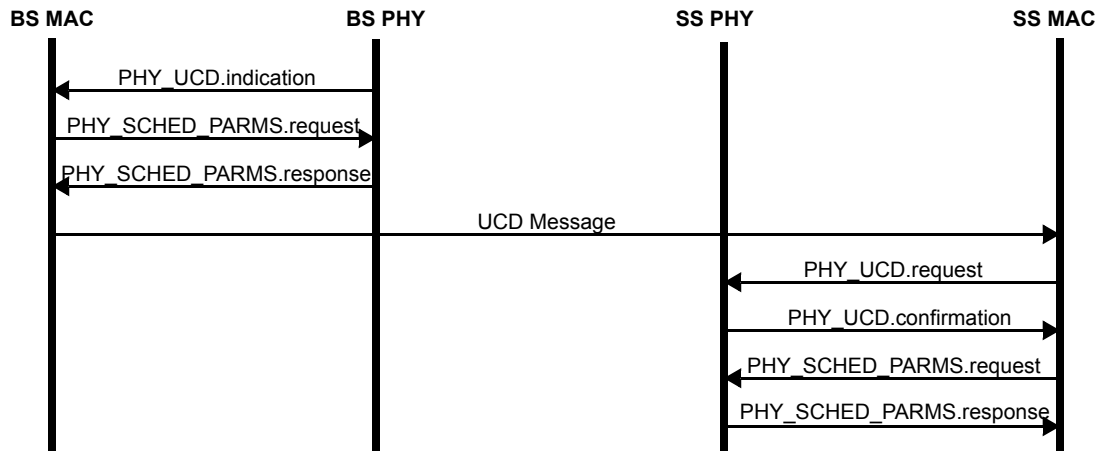 BS MAC
BS PHY
SS PHY
SS MAC
PHY_UCD.indication
PHY_SCHED_PARMS.request
PHY_SCHED_PARMS.response
UCD Message
PHY_UCD.request
PHY_UCD.confirmation
PHY_SCHED_PARMS.request
PHY_SCHED_PARMS.response